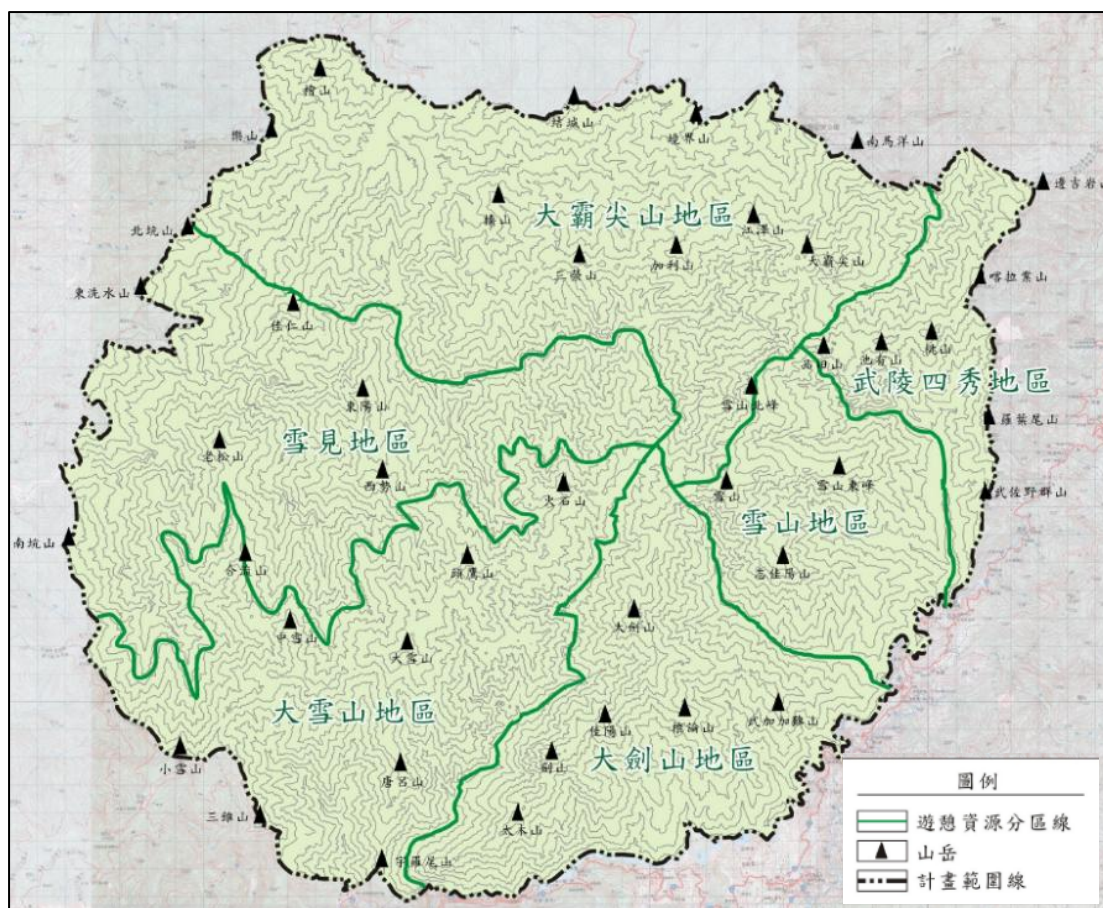 檜山
樂山
結城山
境界山
南馬洋山
邊吉岩山
北坑山
榛山
大霸尖山地區
江澤山
三榮山
加利山
大霸尖山
東洗水山
佳仁山
喀拉業山
品田山
池有山
桃山
武陵四秀地區
東陽山
雪山北峰
羅葉尾山
雪見地區
老松山
西勢山
火石山
雪山
雪山東峰
武佐野群山
雪山地區
南坑山
合流山
頭鷹山
志佳陽山
中雪山
大雪山
大劍山
大雪山地區
佳陽山
武加加難山
小雪山
唐呂山
劍山
大劍山地區
三錐山
太木山
宇羅尾山
圖例
遊憩資源分區線
山岳
計畫範圍線